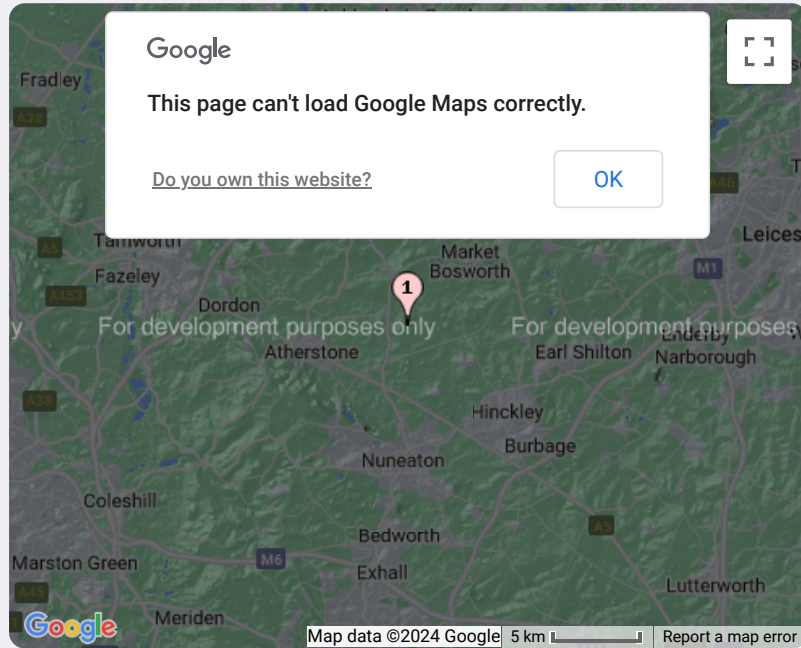 Google
This page can't load Google Maps correctly.
Do you own this website?
OK
Fradley
A38
A46
A5
Tamworth
Leices
Market
Bosworth
M1
Fazeley
A453
1
Dordon
For development purposes only
For development purposes
Enderby
Atherstone
Earl Shilton
Narborough
A38
Hinckley
Burbage
Nuneaton
Coleshill
A5
Bedworth
M6
Marston Green
Exhall
A45
Lutterworth
Meriden
Google
Map data ©2024 Google
5 km
Report a map error